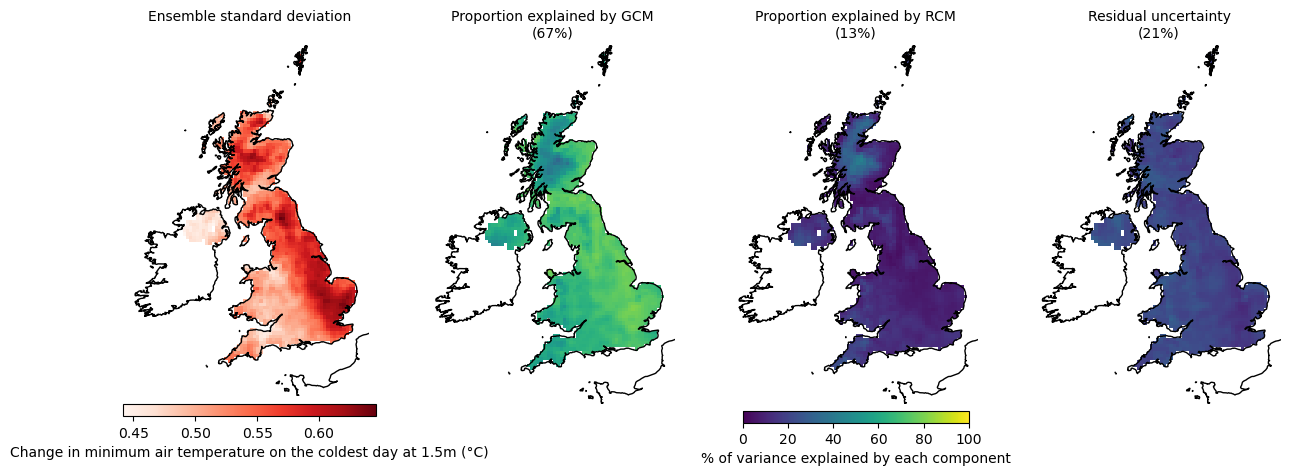 Ensemble standard deviation
Proportion explained by GCM
(67%)
Proportion explained by RCM
(13%)
Residual uncertainty
(21%)
0.45 0.50 0.55 0.60
Change in minimum air temperature on the coldest day at 1.5m (°C)
0 20 40 60 80 100
% of variance explained by each component